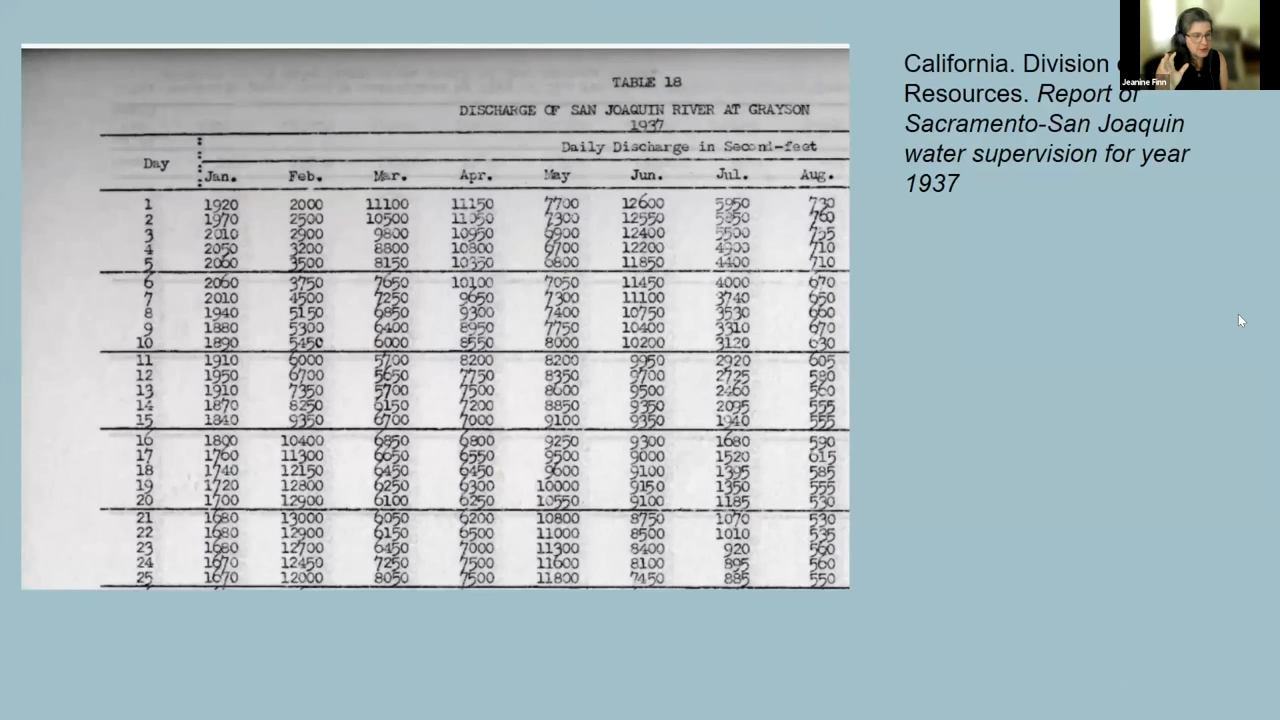 TABLE 18
DISCHARGE OF SAN JOAQUIN RIVER AT GRAYSON
1937
Daily Discharge in Second-feet
Day Jan. Feb. Mar. Apr. May Jun. Jul. Aug.
1 1920 2000 11100 11150 7700 12600 5950 730
2 1970 2500 10500 11050 7300 12550 5850 760
3 2010 2900 9800 10950 6900 12400 5500 755
4 2050 3200 8800 10800 6700 12200 4900 710
5 2060 3500 8150 10350 6800 11850 4400 710
6 2060 3750 7650 10100 7050 11450 4000 670
7 2010 4500 7250 9650 7300 11100 3740 650
8 1940 5150 6850 9300 7400 10750 3530 660
9 1880 5300 6400 8950 7750 10400 3310 670
10 1890 5450 6000 8550 8000 10200 3120 630
11 1910 6000 5700 8200 8200 9950 2920 605
12 1950 6700 5650 7750 8350 9700 2725 580
13 1910 7350 5700 7500 8600 9500 2460 560
14 1870 8250 6150 7200 8850 9350 2095 555
15 1840 9350 6700 7000 9100 9350 1940 555
16 1800 10400 6850 6800 9250 9300 1680 590
17 1760 11300 6650 6550 9500 9000 1520 615
18 1740 12150 6450 6450 9600 9100 1395 585
19 1720 12800 6250 6300 10000 9150 1350 555
20 1700 12900 6100 6250 10550 9100 1185 530
21 1680 13000 6050 6200 10800 8750 1070 530
22 1680 12900 6150 6500 11000 8500 1010 535
23 1680 12700 6450 7000 11300 8400 920 560
24 1670 12450 7250 7500 11600 8100 895 560
25 1670 12000 8050 7500 11800 7450 885 550
California. Division
Resources. Report of
Sacramento-San Joaquin
water supervision for year
1937
Jeanine Finn